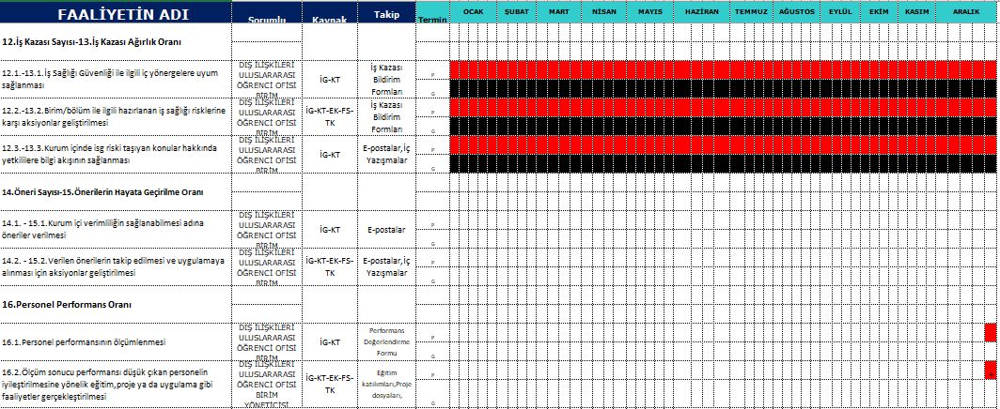 FAALİYETİN ADI Sorumlu Kaynak Takip Termin OCAK ŞUBAT MART NİSAN MAYIS HAZİRAN TEMMUZ AĞUSTOS EYLÜL EKİM KASIM ARALIK
12.İş Kazası Sayısı-13.İş Kazası Ağırlık Oranı
12.1.-13.1.İş Sağlığı Güvenliği ile ilgili iç yönergelere uyum
sağlanması
DIŞ İLİŞKİLERİ
ULUSLARARASI
ÖĞRENCİ OFİSİ
BİRİM
İG-KT
İş Kazası
Bildirim
Formları
P
G
12.2.-13.2.Birim/bölüm ile ilgili hazırlanan iş sağlığı risklerine
karşı aksiyonlar geliştirilmesi
DIŞ İLİŞKİLERİ
ULUSLARARASI
ÖĞRENCİ OFİSİ
BİRİM
İG-KT-EK-FS-
TK
İş Kazası
Bildirim
Formları
P
G
12.3.-13.3.Kurum içinde isg riski taşıyan konular hakkında
yetkililere bilgi akışının sağlanması
DIŞ İLİŞKİLERİ
ULUSLARARASI
ÖĞRENCİ OFİSİ
BİRİM
İG-KT
E-postalar,iç
Yazışmalar
P
G
14.Öneri Sayısı-15.Önerilerin Hayata Geçirilme Oranı
14.1. - 15.1.Kurum içi verimliliğin sağlanabilmesi adına
öneriler verilmesi
DIŞ İLİŞKİLERİ
ULUSLARARASI
ÖĞRENCİ OFİSİ
BİRİM
İG-KT
E-postalar
P
G
14.2. - 15.2.Verilen önerilerin takip edilmesi ve uygulamaya
alınması için aksiyonlar geliştirilmesi
DIŞ İLİŞKİLERİ
ULUSLARARASI
ÖĞRENCİ OFİSİ
BİRİM
İG-KT-EK-FS-
TK
E-postalar,iç
Yazışmalar
P
G
16.Personel Performans Oranı
16.1.Personel performansının ölçümlenmesi
DIŞ İLİŞKİLERİ
ULUSLARARASI
ÖĞRENCİ OFİSİ
BİRİM
İG-KT
Performans
Değerlendirme
Formu
P
G
16.2.Ölçüm sonucu performansı düşük çıkan personelin
iyileştirilmesine yönelik eğitim,proje ya da uygulama gibi
faaliyetler gerçekleştirilmesi
DIŞ İLİŞKİLERİ
ULUSLARARASI
ÖĞRENCİ OFİSİ
BİRİM
YÖNETİCİSİ
İG-KT-EK-FS-
TK
Eğitim
katılımları,Proje
dosyaları,
P
G